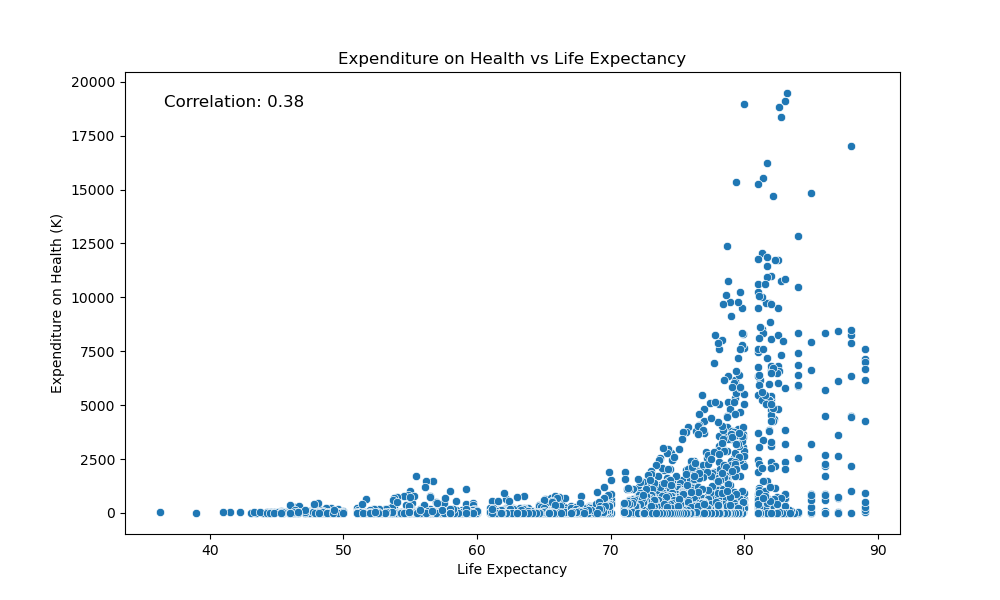 Expenditure on Health vs Life Expectancy
Correlation: 0.38
Expenditure on Health (K)
20000
17500
15000
12500
10000
7500
5000
2500
0
40 50 60 70 80 90
Life Expectancy